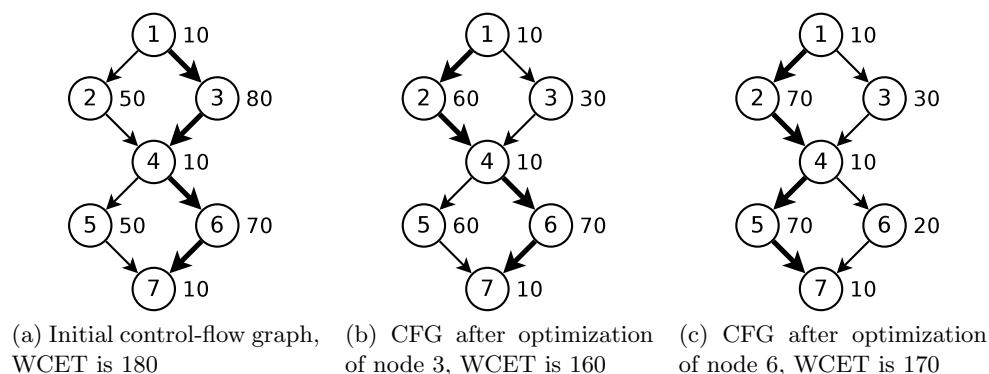 1 10
1 10
1 10
2 50 3 80
2 60 3 30
2 70 3 30
4 10
4 10
4 10
5 50 6 70
5 60 6 70
5 70 6 20
7 10
7 10
7 10
(a) Initial control-flow graph,
WCET is 180
(b) CFG after optimization
of node 3, WCET is 160
(c) CFG after optimization
of node 6, WCET is 170